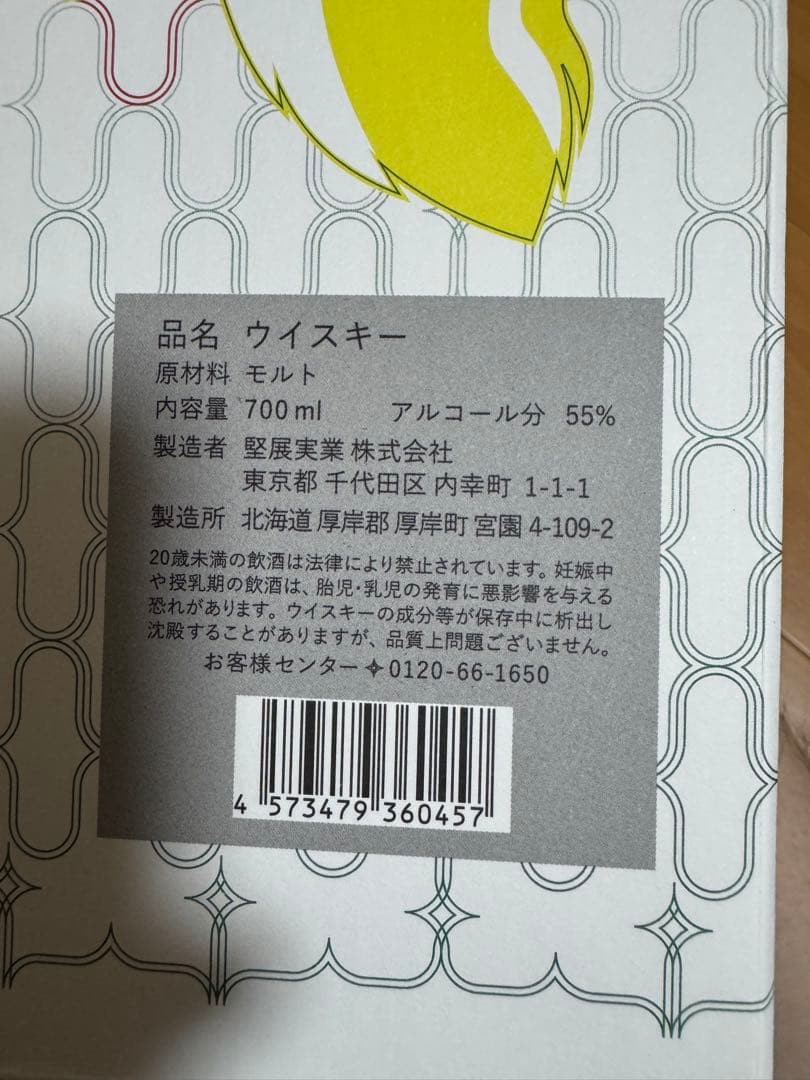 品名 ウイスキー
原材料 モルト
内容量 700ml アルコール分 55%
製造者 堅展実業 株式会社
東京都 千代田区 内幸町 1-1-1
製造所 北海道 厚岸郡 厚岸町 宮園 4-109-2
20歳未満の飲酒は法律により禁止されています。妊娠中
や授乳期の飲酒は、胎児・乳児の発育に悪影響を与える
恐れがあります。ウイスキーの成分等が保存中に析出し
沈殿することがありますが、品質上問題ございません。
お客様センター✧0120-66-1650
4 573479 360457